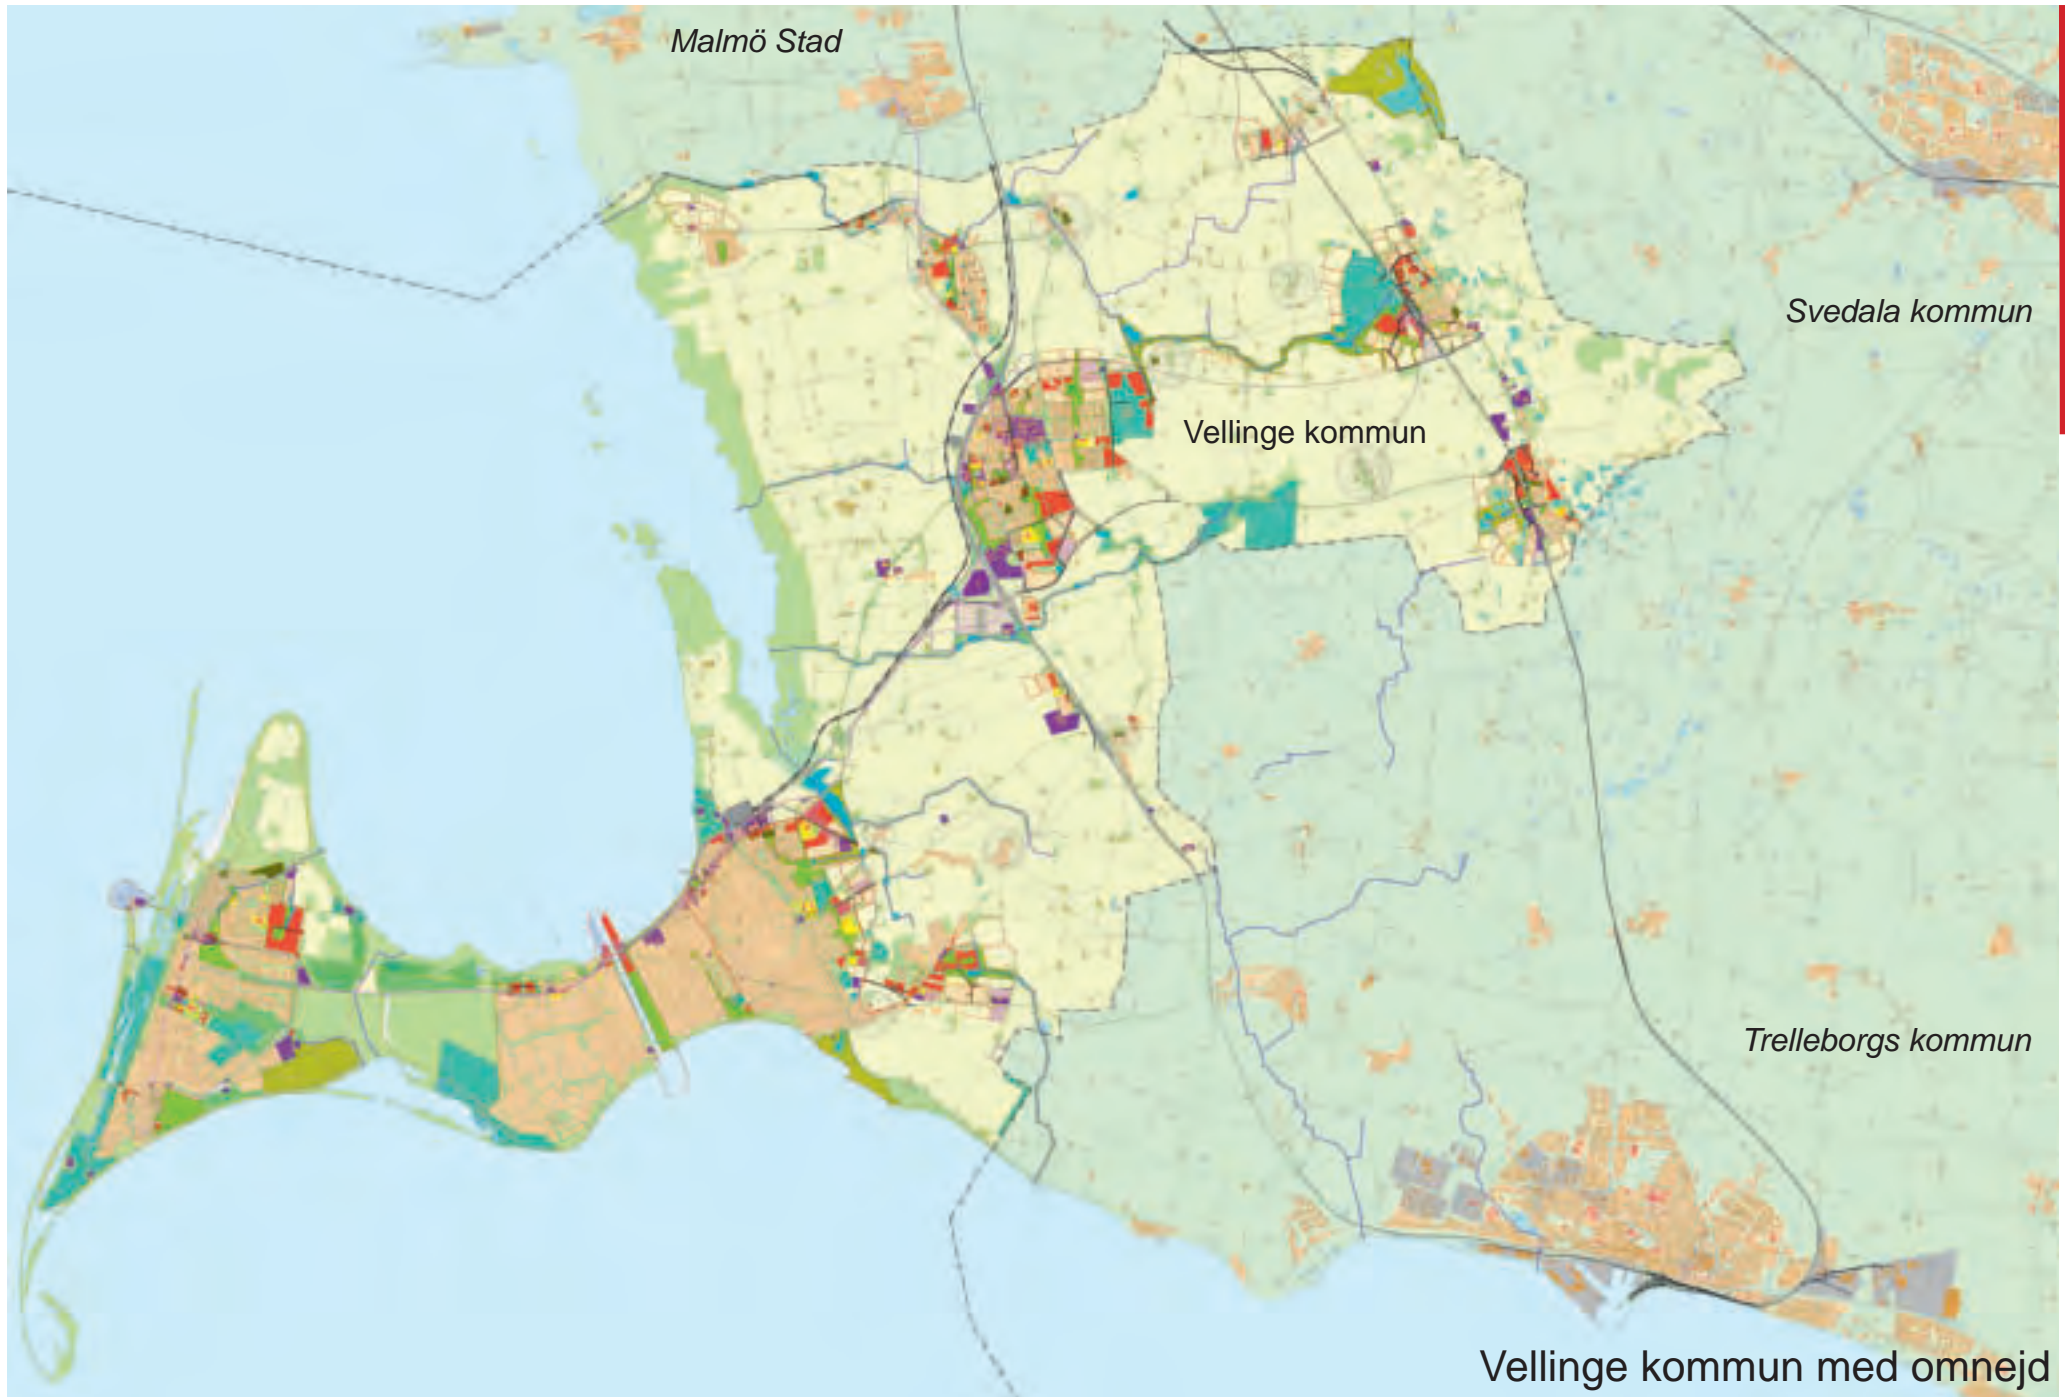 Malmö Stad
Svedala kommun
Vellinge kommun
Trelleborgs kommun
Vellinge kommun med omnejd